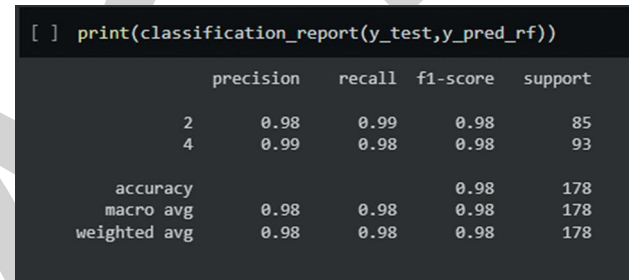 [ ] print(classification_report(y_test,y_pred_rf))
precision recall f1-score support
2 0.98 0.99 0.98 85
4 0.99 0.98 0.98 93
accuracy 0.98 178
macro avg 0.98 0.98 0.98 178
weighted avg 0.98 0.98 0.98 178